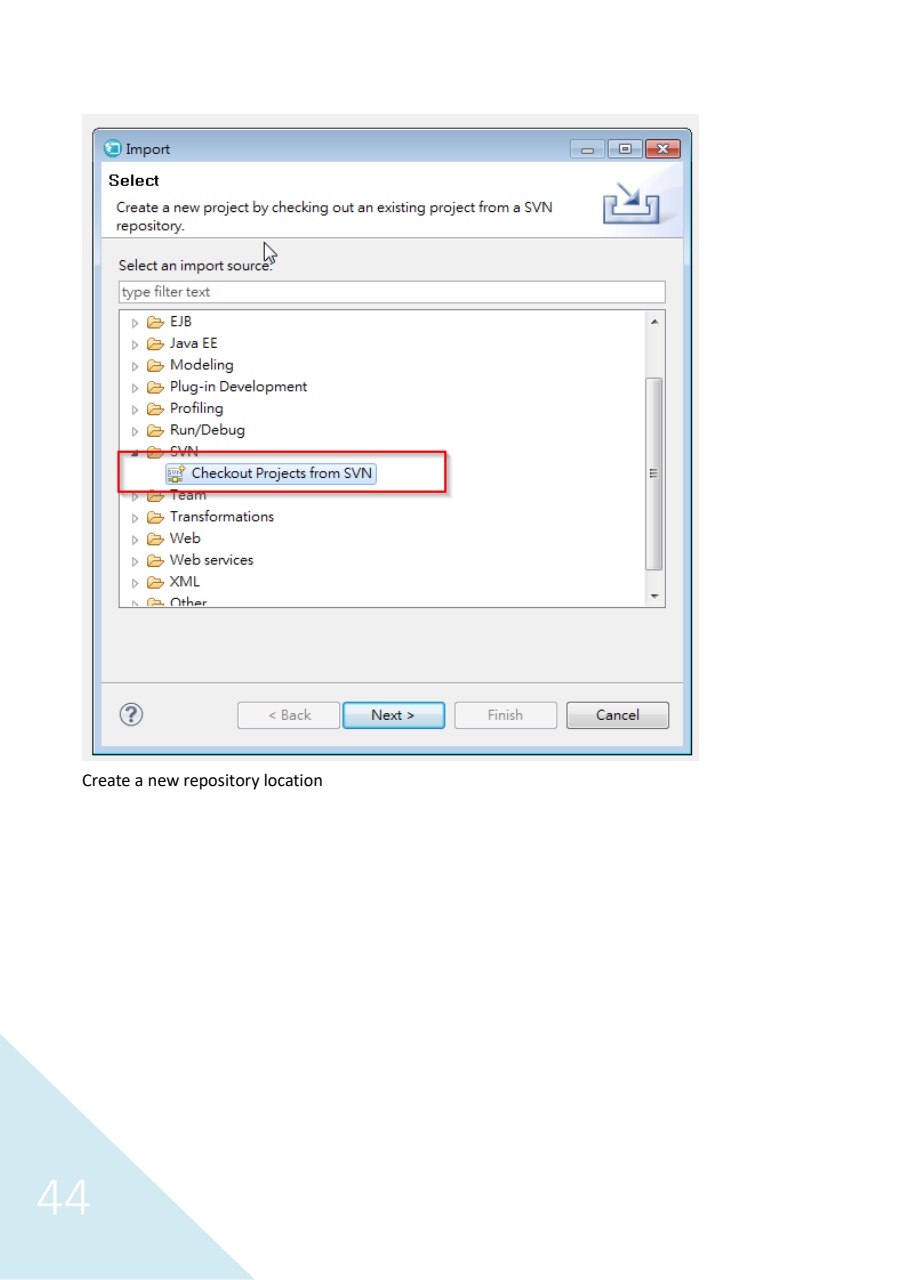 Import
Select
Create a new project by checking out an existing project from a SVN
repository.
Select an import source:
type filter text
EJB
Java EE
Modeling
Plug-in Development
Profiling
Run/Debug
SVN
Checkout Projects from SVN
Team
Transformations
Web
Web services
XML
Other
< Back
Next >
Finish
Cancel
Create a new repository location
44